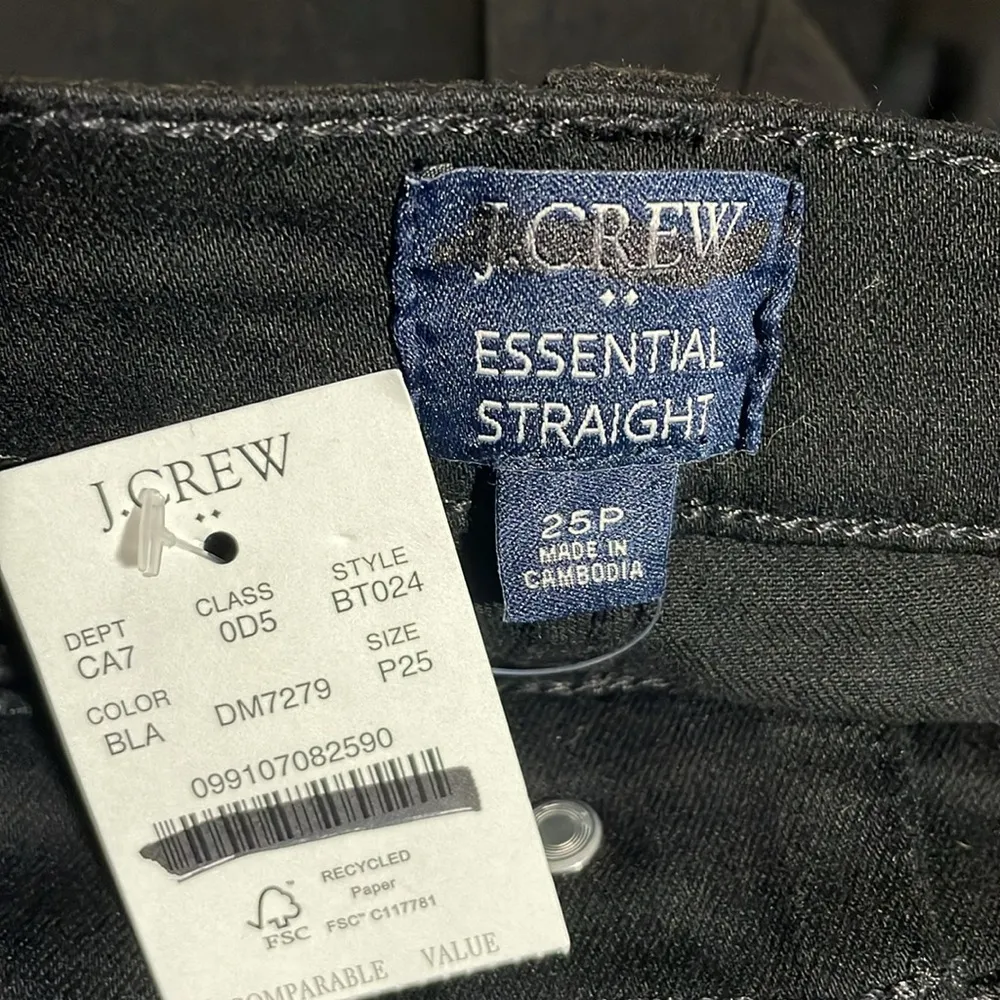 J.CREW
ESSENTIAL
STRAIGHT
25P
MADE IN
CAMBODIA
J.CREW
DEPT CLASS STYLE
CA7 0D5 BT024
COLOR SIZE
BLA DM7279 P25
099107082590
RECYCLED
Paper
FSC™ C117781
FSC
COMPARABLE VALUE